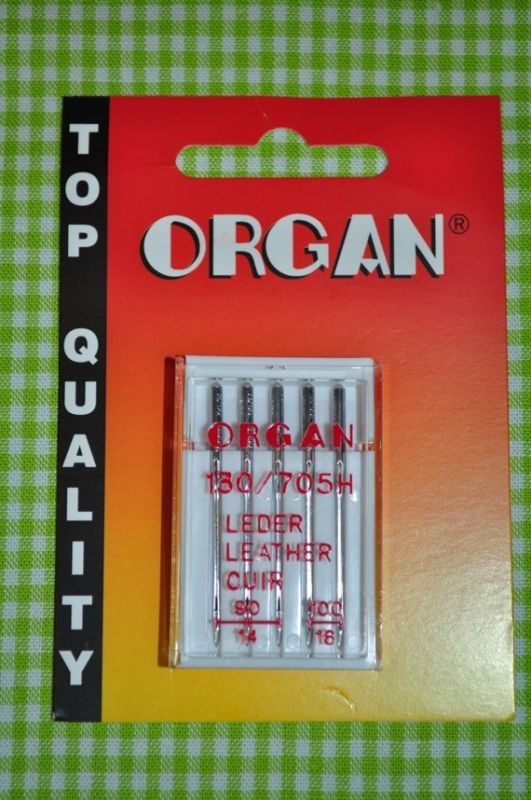 TOP QUALITY
ORGAN®
ORGAN
130/705H
LEDER
LEATHER
CUIR
90 100
14 16